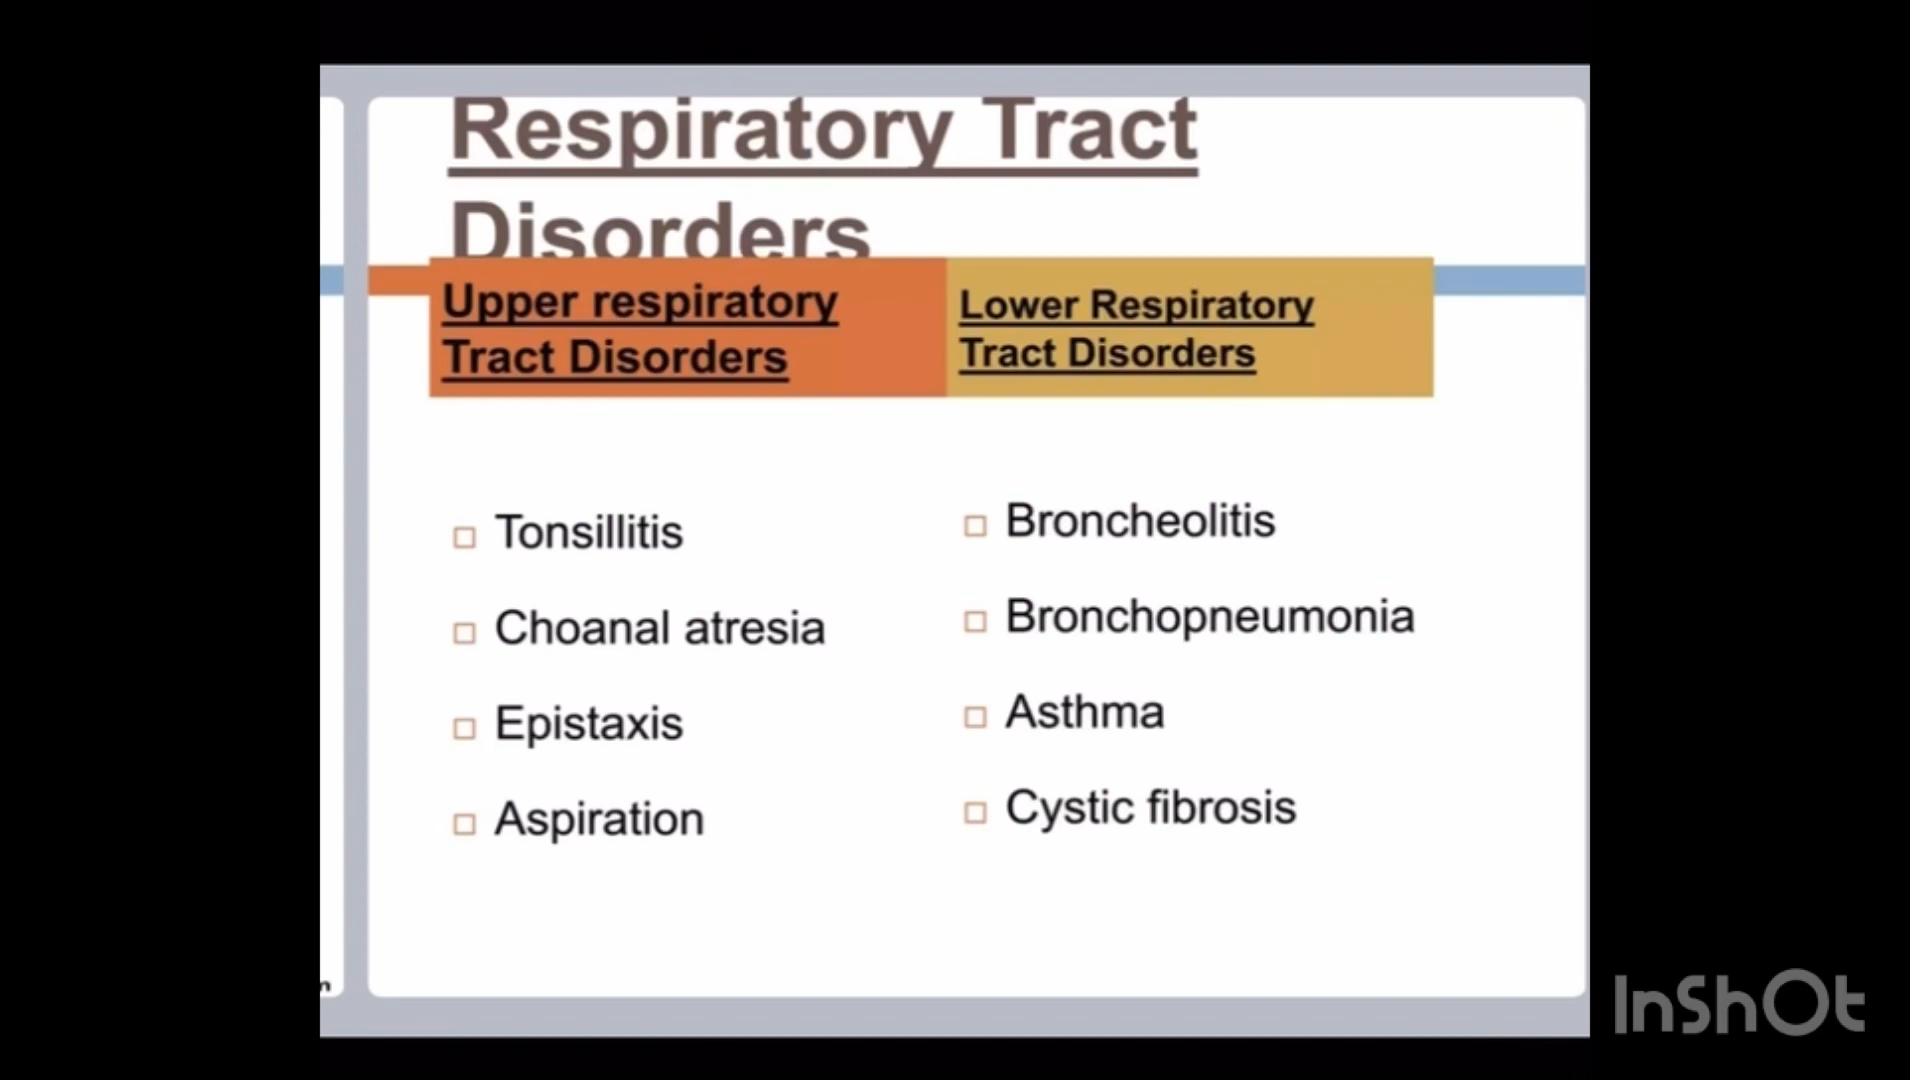 Respiratory Tract
Disorders
Upper respiratory
Tract Disorders
Lower Respiratory
Tract Disorders
Tonsillitis
Choanal atresia
Epistaxis
Aspiration
Broncheolitis
Bronchopneumonia
Asthma
Cystic fibrosis
InShOt